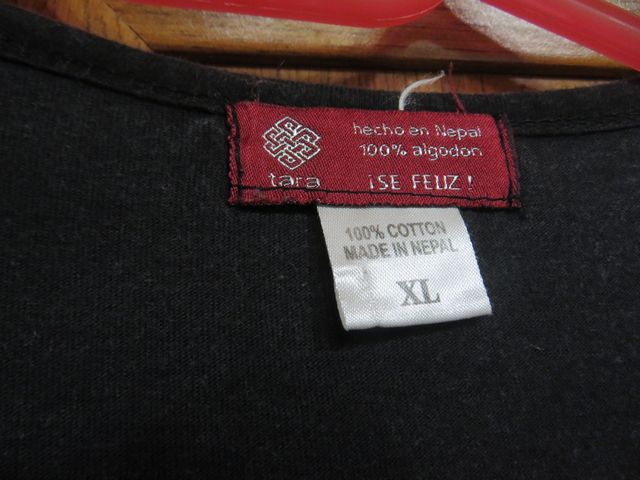 hecho en Nepal
100% algodon
tara ¡SE FELIZ!
100% COTTON
MADE IN NEPAL
XL